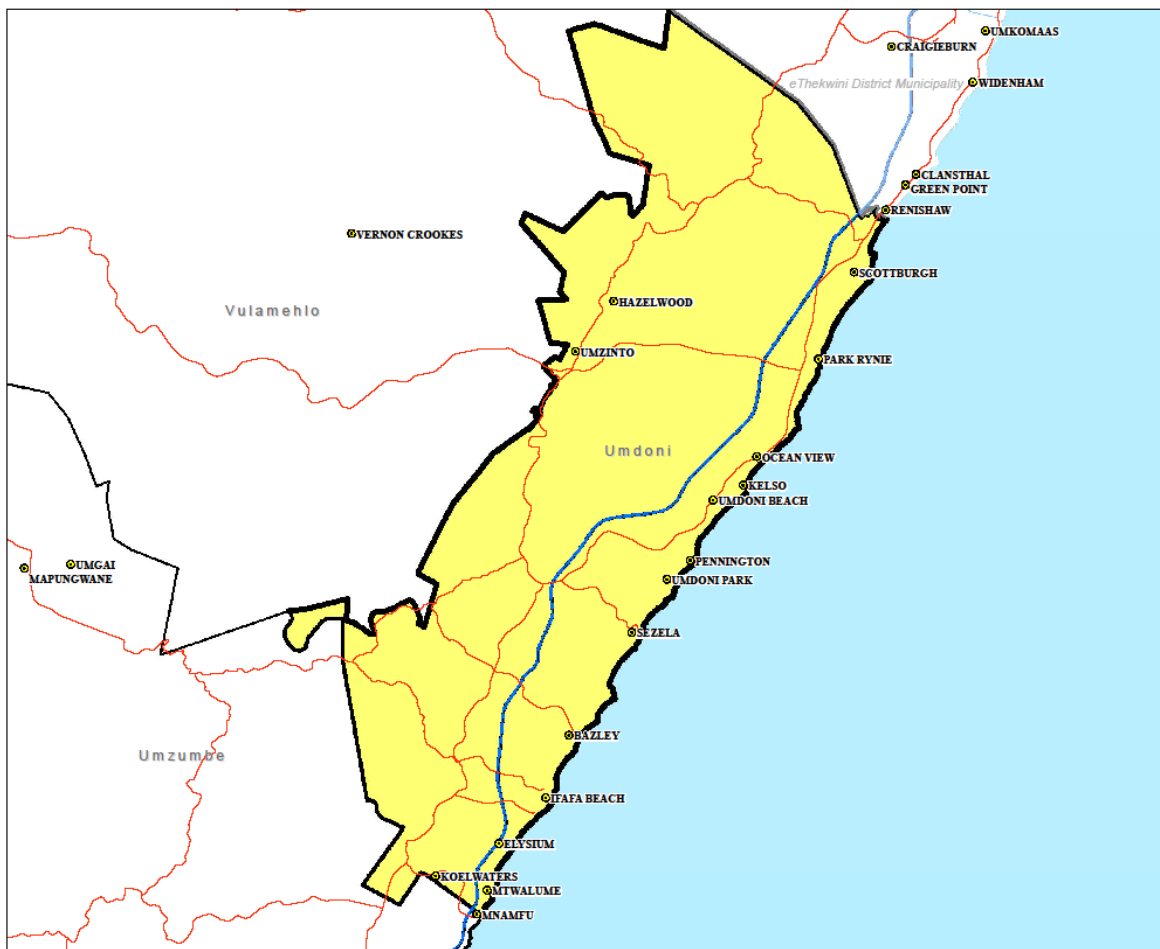 UMKOMAAS
CRAIGIEBURN
eThekwini District Municipality
WIDENHAM
CLANSTHAL
GREEN POINT
RENISHAW
VERNON CROOKES
SCOTTBURGH
HAZELWOOD
Vulamehlo
UMZINTO
PARK RYNIE
Umdoni
OCEAN VIEW
KELSO
UMDONI BEACH
PENNINGTON
UMGAI
MAPUNGWANE
UMDONI PARK
SEZELA
BAZLEY
Umzumbe
IFAFA BEACH
ELYSIUM
KOELWATERS
MTWALUME
MNAMFU